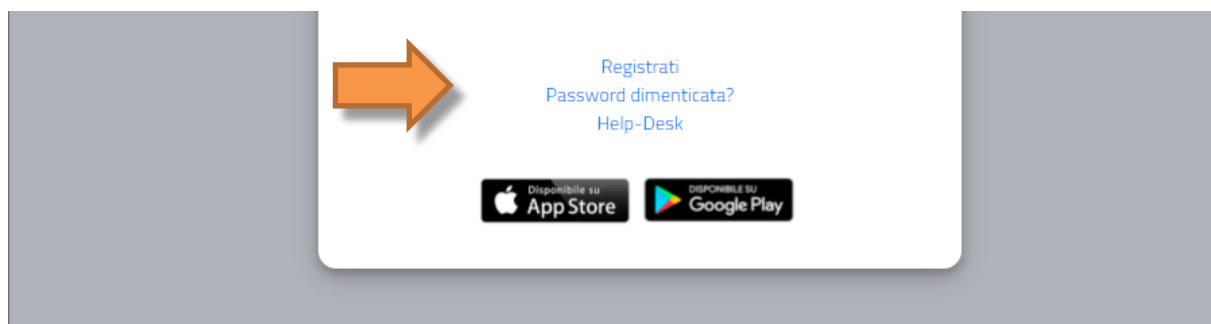 Registrati
Password dimenticata?
Help-Desk
Disponibile su
App Store
DISPONIBILE SU
Google Play